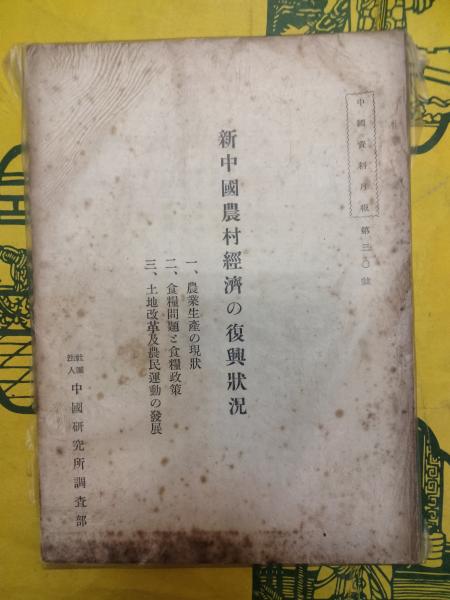 中國資料月報 第三〇號
新中國農村經濟の復興狀況
一、農業生產の現狀
二、食糧問題と食糧政策
三、土地改革及農民運動の發展
社團法人 中國研究所調査部